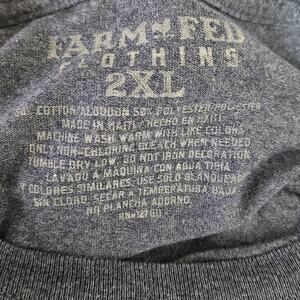 FARM FED
CLOTHING
2XL
50% COTTON/ALGODON 50% POLYESTER/POLIESTER
MADE IN HAITI / HECHO EN HAITI
MACHINE WASH WARM WITH LIKE COLORS
ONLY NON-CHLORINE BLEACH WHEN NEEDED
TUMBLE DRY LOW. DO NOT IRON DECORATION.
LAVADO A MAQUINA CON AGUA TIBIA
Y COLORES SIMILARES. USE SOLO BLANQUEADOR
SIN CLORO. SECAR A TEMPERATURA BAJA
NO PLANCHA ADORNO.